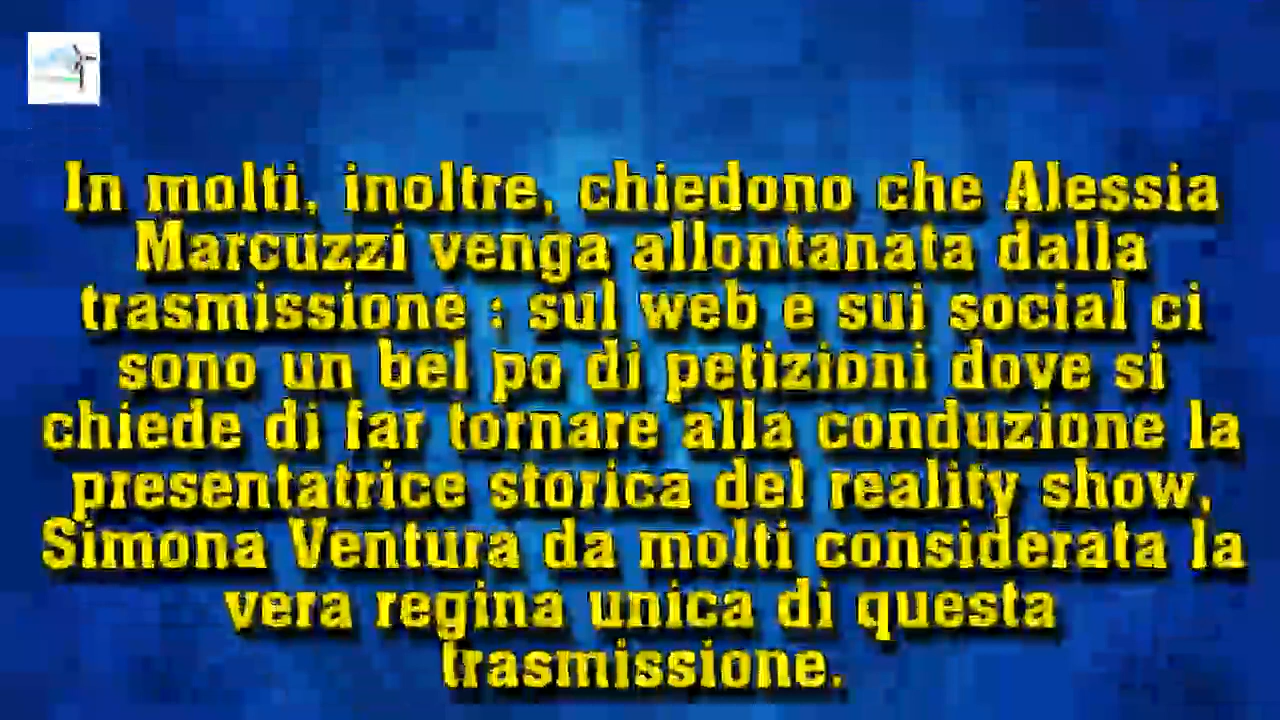 In molti, inoltre, chiedono che Alessia
Marcuzzi venga allontanata dalla
trasmissione : sul web e sui social ci
sono un bel po di petizioni dove si
chiede di far tornare alla conduzione la
presentatrice storica del reality show,
Simona Ventura da molti considerata la
vera regina unica di questa
trasmissione.